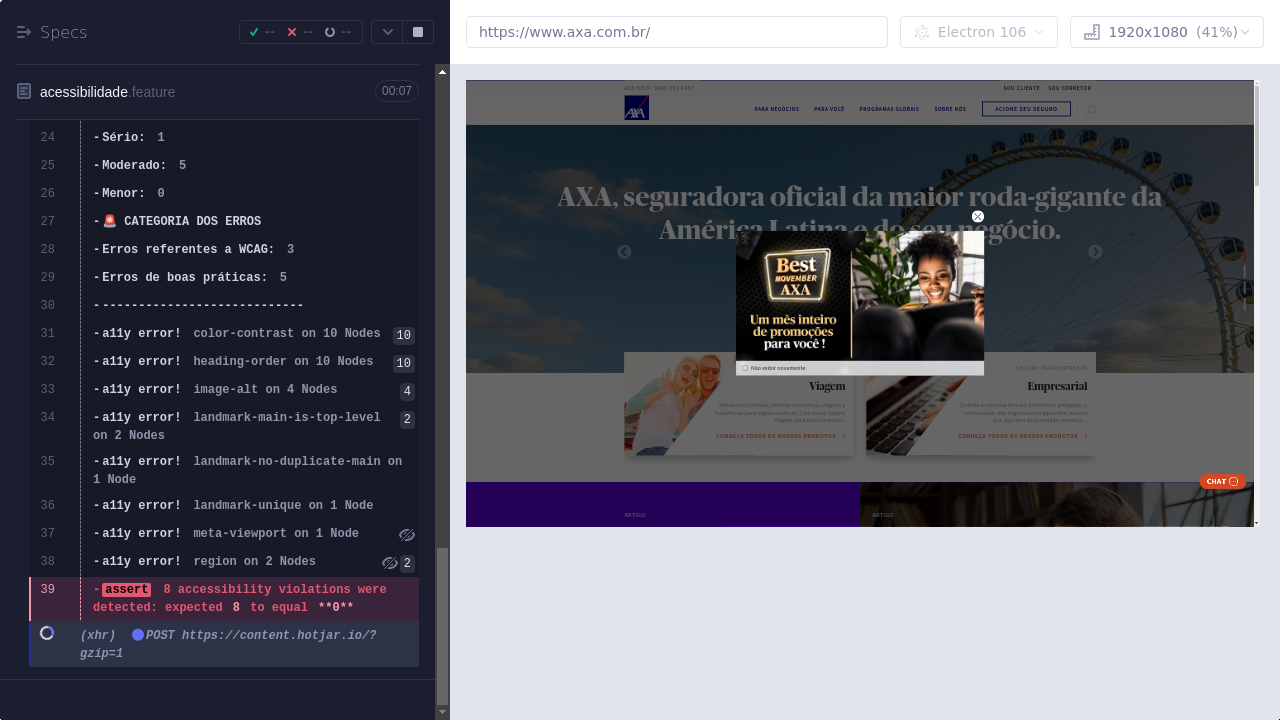 Specs
--
--
--
acessibilidade.feature
00:07
24 - Sério: 1
25 - Moderado: 5
26 - Menor: 0
27 - 🚨 CATEGORIA DOS ERROS
28 - Erros referentes a WCAG: 3
29 - Erros de boas práticas: 5
30 - ----------------------------
31 - a11y error! color-contrast on 10 Nodes 10
32 - a11y error! heading-order on 10 Nodes 10
33 - a11y error! image-alt on 4 Nodes 4
34 - a11y error! landmark-main-is-top-level 2
on 2 Nodes
35 - a11y error! landmark-no-duplicate-main on
1 Node
36 - a11y error! landmark-unique on 1 Node
37 - a11y error! meta-viewport on 1 Node
38 - a11y error! region on 2 Nodes 2
39 - assert 8 accessibility violations were
detected: expected 8 to equal **0**
(xhr) POST https://content.hotjar.io/?
gzip=1
https://www.axa.com.br/
Electron 106
1920x1080 (41%)
SOU CLIENTE SOU CORRETOR
AXA
PARA NEGÓCIOS PARA VOCÊ PROGRAMAS GLOBAIS SOBRE NÓS ACIONE SEU SEGURO
AXA, seguradora oficial da maior roda-gigante da
América Latina e do seu negócio.
Best
NOVEMBER
AXA
Um mês inteiro
de promoções
para você !
Não exibir novamente
Viagem
CONHEÇA TODOS OS NOSSOS PRODUTOS
SEGURO PARA EMPRESAS
Empresarial
CONHEÇA TODOS OS NOSSOS PRODUTOS
CHAT
ARTIGO
ARTIGO